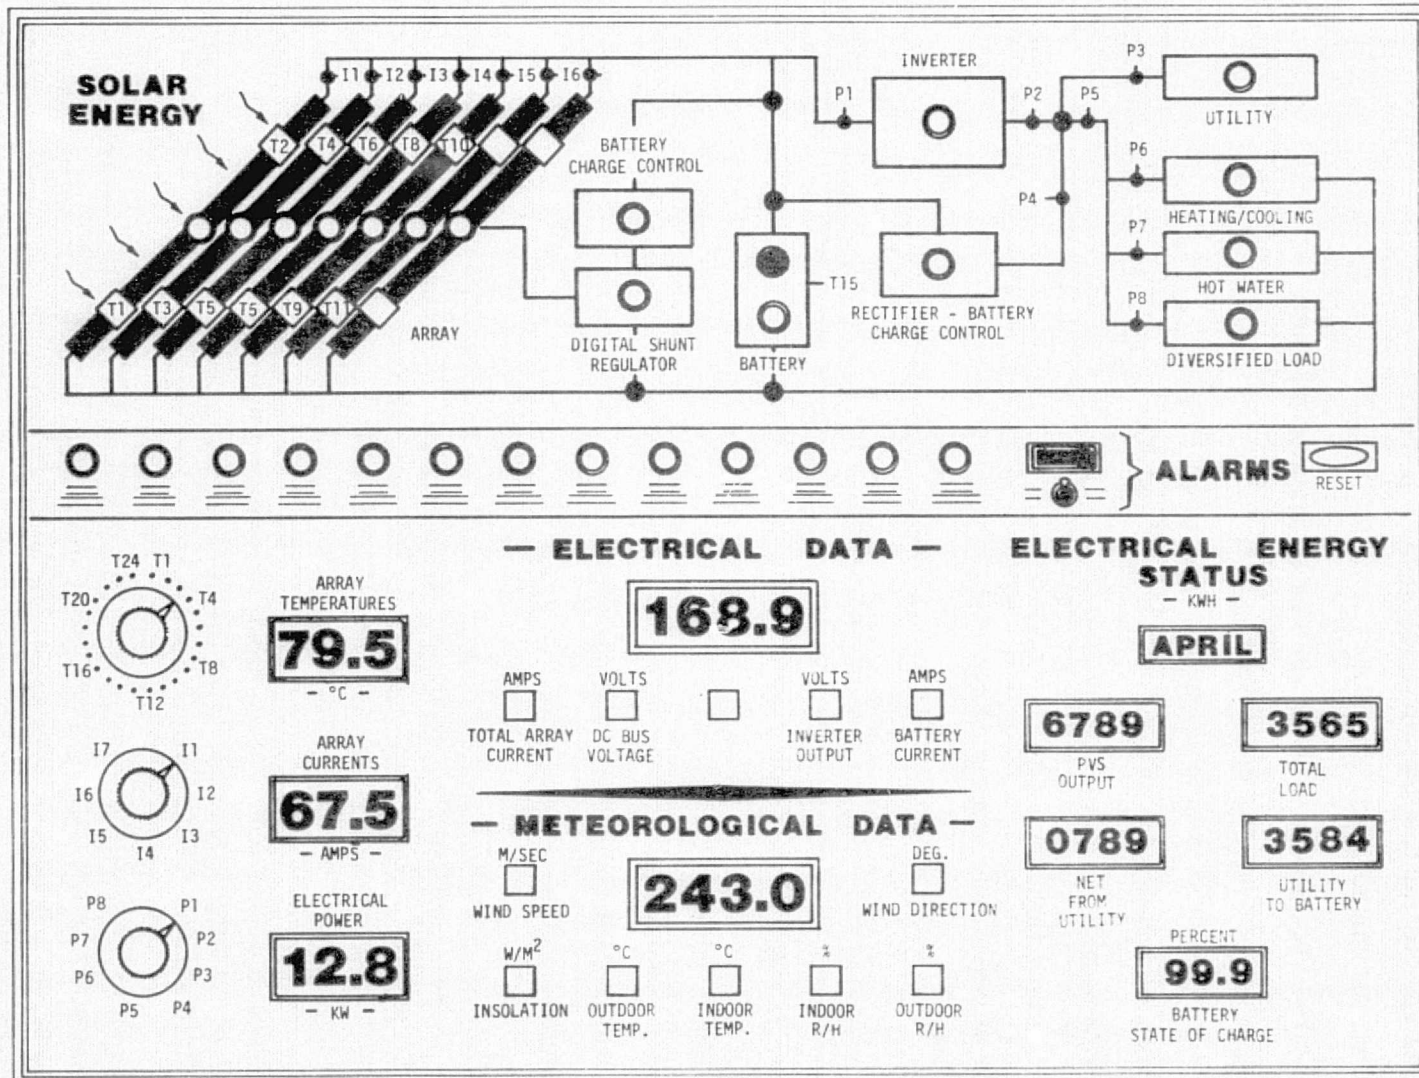 SOLAR
ENERGY
I1 I2 I3 I4 I5 I6
T2 T4 T6 T8 T10
T1 T3 T5 T5 T9 T11
ARRAY
BATTERY
CHARGE CONTROL
DIGITAL SHUNT
REGULATOR
BATTERY
T15
INVERTER
P1
P2
P5
P3
P4
P6
P7
P8
RECTIFIER - BATTERY
CHARGE CONTROL
UTILITY
HEATING/COOLING
HOT WATER
DIVERSIFIED LOAD
ALARMS
RESET
T24 T1
T20 T4
T16 T8
T12
ARRAY
TEMPERATURES
79.5
- °C -
I7 I1
I6 I2
I5 I3
I4
ARRAY
CURRENTS
67.5
- AMPS -
P8 P1
P7 P2
P6 P3
P5 P4
ELECTRICAL
POWER
12.8
- KW -
- ELECTRICAL DATA -
168.9
AMPS VOLTS VOLTS AMPS
TOTAL ARRAY DC BUS INVERTER BATTERY
CURRENT VOLTAGE OUTPUT CURRENT
- METEOROLOGICAL DATA -
M/SEC DEG.
243.0
WIND SPEED WIND DIRECTION
W/M² °C °C % %
INSOLATION OUTDOOR INDOOR INDOOR OUTDOOR
TEMP. TEMP. R/H R/H
ELECTRICAL ENERGY
STATUS
- KWH -
APRIL
6789 3565
PVS TOTAL
OUTPUT LOAD
0789 3584
NET UTILITY
FROM TO BATTERY
UTILITY
PERCENT
99.9
BATTERY
STATE OF CHARGE